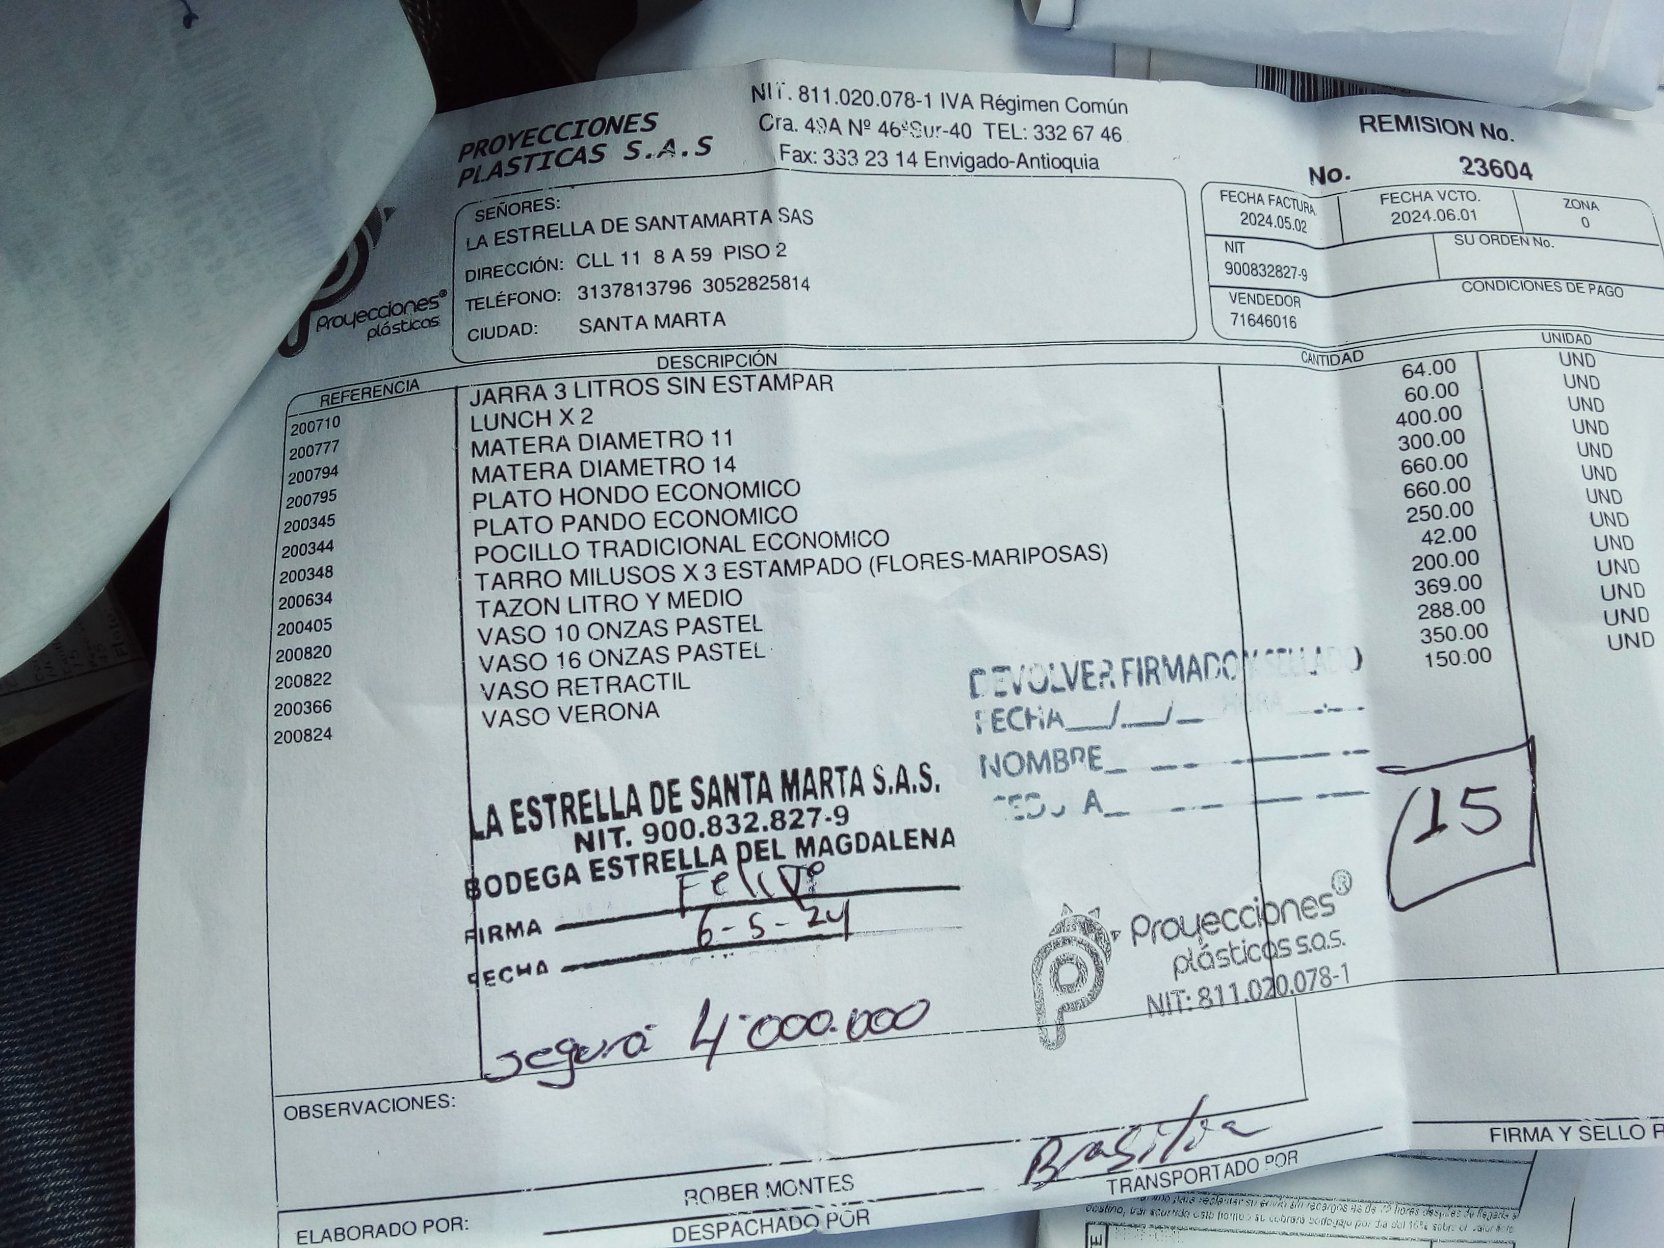 PROYECCIONES
PLASTICAS S.A.S
NIT. 811.020.078-1 IVA Régimen Común
Cra. 49A Nº 46ºSur-40 TEL: 332 67 46
Fax: 333 23 14 Envigado-Antioquia
REMISION No.
No. 23604
Proyecciones®
plásticas
SEÑORES:
LA ESTRELLA DE SANTAMARTA SAS
DIRECCIÓN: CLL 11 8 A 59 PISO 2
TELÉFONO: 3137813796 3052825814
CIUDAD: SANTA MARTA
FECHA FACTURA
2024.05.02
FECHA VCTO.
2024.06.01
ZONA
0
NIT
900832827-9
SU ORDEN No.
VENDEDOR
71646016
CONDICIONES DE PAGO
REFERENCIA DESCRIPCIÓN CANTIDAD UNIDAD
200710 JARRA 3 LITROS SIN ESTAMPAR 64.00 UND
200777 LUNCH X 2 60.00 UND
200794 MATERA DIAMETRO 11 400.00 UND
200795 MATERA DIAMETRO 14 300.00 UND
200345 PLATO HONDO ECONOMICO 660.00 UND
200344 PLATO PANDO ECONOMICO 660.00 UND
200348 POCILLO TRADICIONAL ECONOMICO 250.00 UND
200634 TARRO MILUSOS X 3 ESTAMPADO (FLORES-MARIPOSAS) 42.00 UND
200405 TAZON LITRO Y MEDIO 200.00 UND
200820 VASO 10 ONZAS PASTEL 369.00 UND
200822 VASO 16 ONZAS PASTEL 288.00 UND
200366 VASO RETRACTIL 350.00 UND
200824 VASO VERONA 150.00 UND
DEVOLVER FIRMADO Y SELLADO
FECHA__/__/__
NOMBRE
LA ESTRELLA DE SANTA MARTA S.A.S.
NIT. 900.832.827-9
BODEGA ESTRELLA DEL MAGDALENA
FIRMA Felipe
FECHA 6-5-24
15
Proyecciones®
plásticas s.a.s.
NIT: 811.020.078-1
segura 4'000.000
OBSERVACIONES:
ELABORADO POR:
ROBER MONTES
DESPACHADO POR
TRANSPORTADO POR
FIRMA Y SELLO R